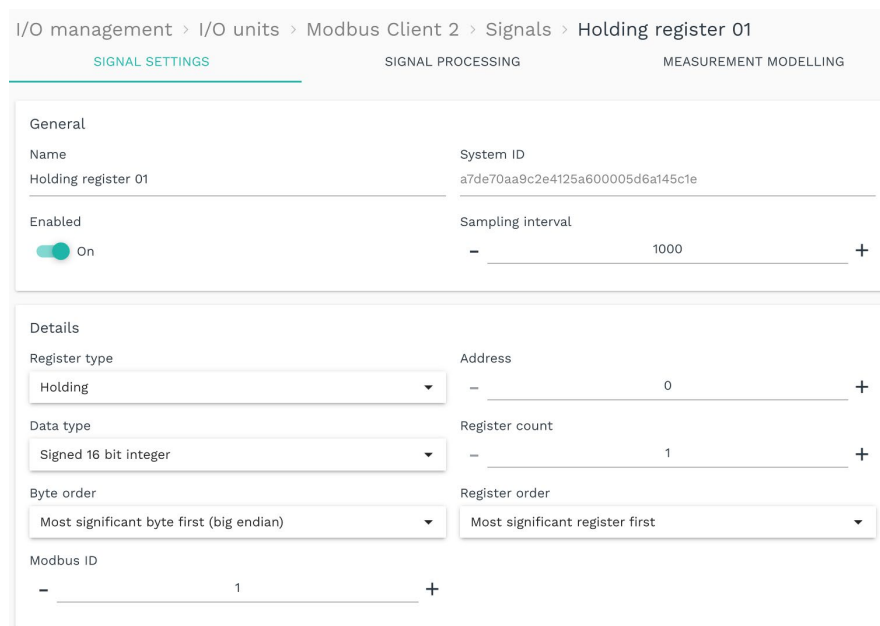 I/O management > I/O units > Modbus Client 2 > Signals > Holding register 01
SIGNAL SETTINGS SIGNAL PROCESSING MEASUREMENT MODELLING
General
Name System ID
Holding register 01 a7de70aa9c2e4125a600005d6a145c1e
Enabled Sampling interval
On - 1000 +
Details
Register type Address
Holding - 0 +
Data type Register count
Signed 16 bit integer - 1 +
Byte order Register order
Most significant byte first (big endian) Most significant register first
Modbus ID
- 1 +